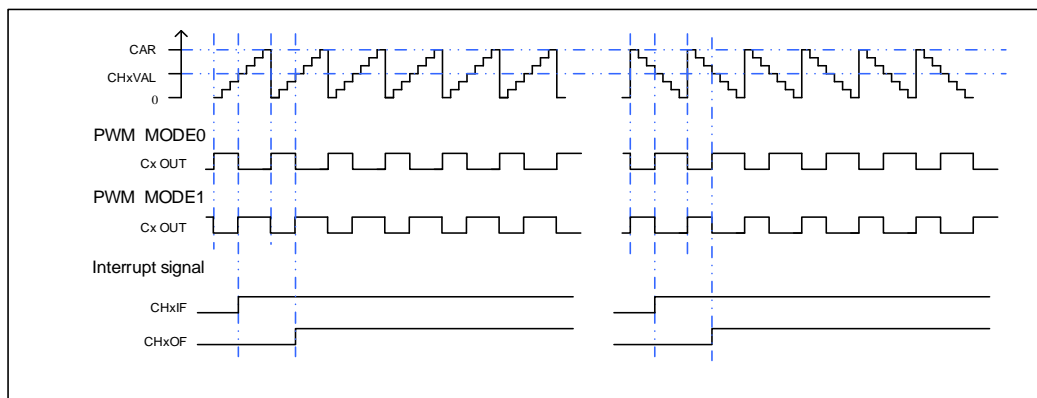 CAR
CHxVAL
0
PWM MODE0
Cx OUT
PWM MODE1
Cx OUT
Interrupt signal
CHxIF
CHxOF